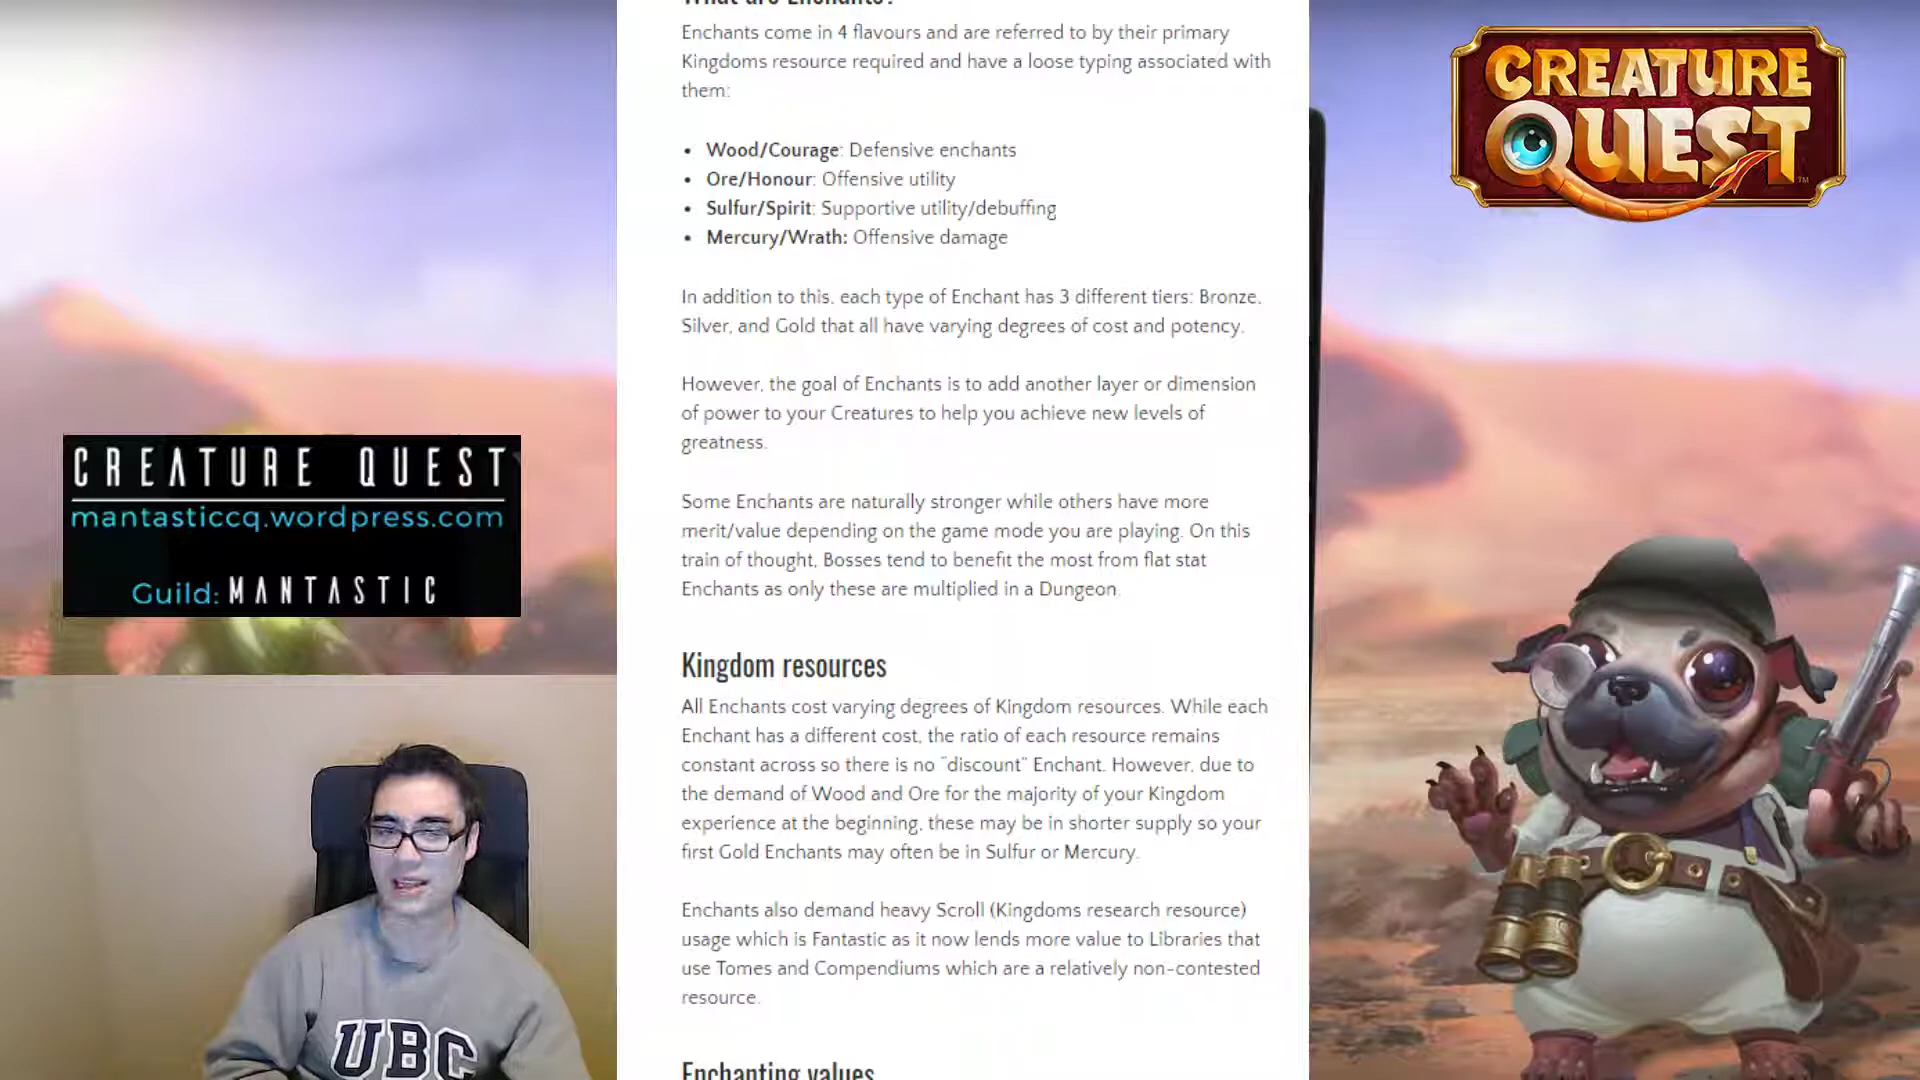 What are Enchants?
Enchants come in 4 flavours and are referred to by their primary
Kingdoms resource required and have a loose typing associated with
them:
• Wood/Courage: Defensive enchants
• Ore/Honour: Offensive utility
• Sulfur/Spirit: Supportive utility/debuffing
• Mercury/Wrath: Offensive damage
In addition to this, each type of Enchant has 3 different tiers: Bronze,
Silver, and Gold that all have varying degrees of cost and potency.
However, the goal of Enchants is to add another layer or dimension
of power to your Creatures to help you achieve new levels of
greatness.
Some Enchants are naturally stronger while others have more
merit/value depending on the game mode you are playing. On this
train of thought, Bosses tend to benefit the most from flat stat
Enchants as only these are multiplied in a Dungeon.
Kingdom resources
All Enchants cost varying degrees of Kingdom resources. While each
Enchant has a different cost, the ratio of each resource remains
constant across so there is no "discount" Enchant. However, due to
the demand of Wood and Ore for the majority of your Kingdom
experience at the beginning, these may be in shorter supply so your
first Gold Enchants may often be in Sulfur or Mercury.
Enchants also demand heavy Scroll (Kingdoms research resource)
usage which is Fantastic as it now lends more value to Libraries that
use Tomes and Compendiums which are a relatively non-contested
resource.
Enchanting values
CREATURE QUEST
mantasticcq.wordpress.com
Guild: MANTASTIC
UBC
CREATURE
QUEST
TM